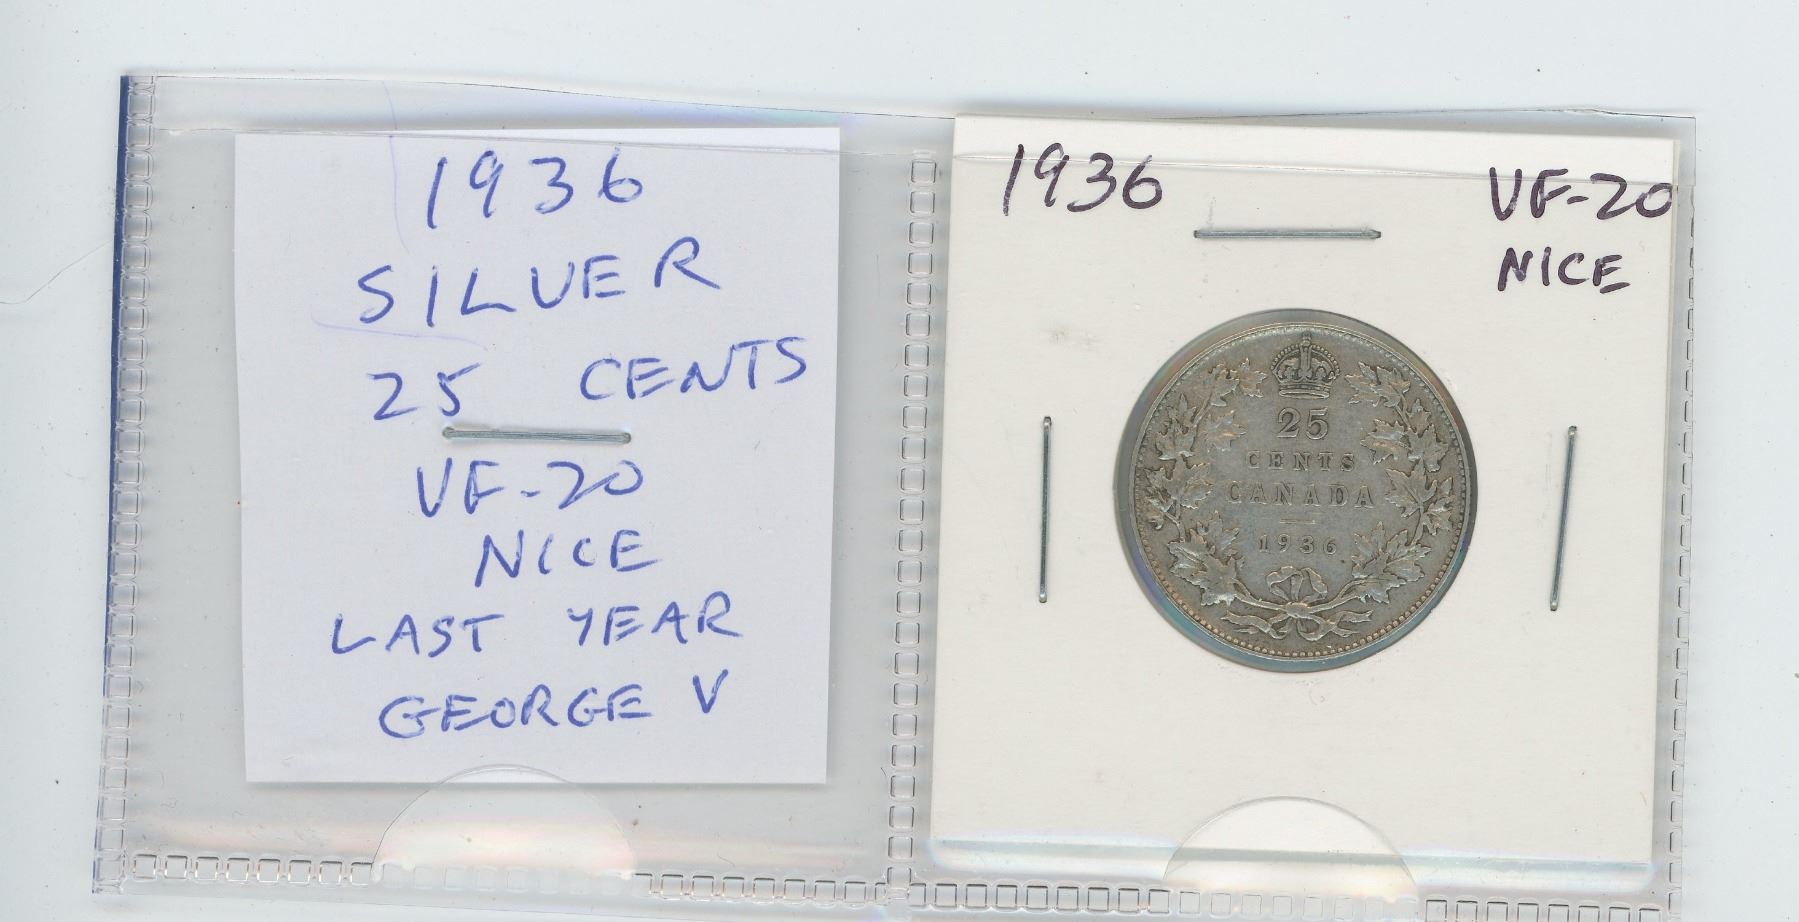 1936
SILVER
25 CENTS
VF-20
NICE
LAST YEAR
GEORGE V
1936
VF-20
NICE
25
CENTS
CANADA
1936